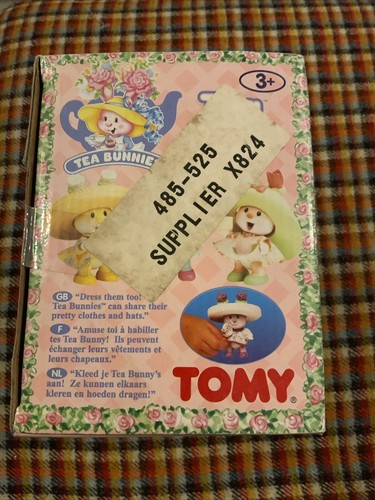 3+
TEA BUNNIE
485-525
SUPPLIER X824
GB "Dress them too!
Tea Bunnies" can share their
pretty clothes and hats."
F "Amuse toi à habiller
tes Tea Bunny! Ils peuvent
échanger leurs vêtements et
leurs chapeaux."
NL "Kleed je Tea Bunny's
aan! Ze kunnen elkaars
kleren en hoeden dragen!"
TOMY®